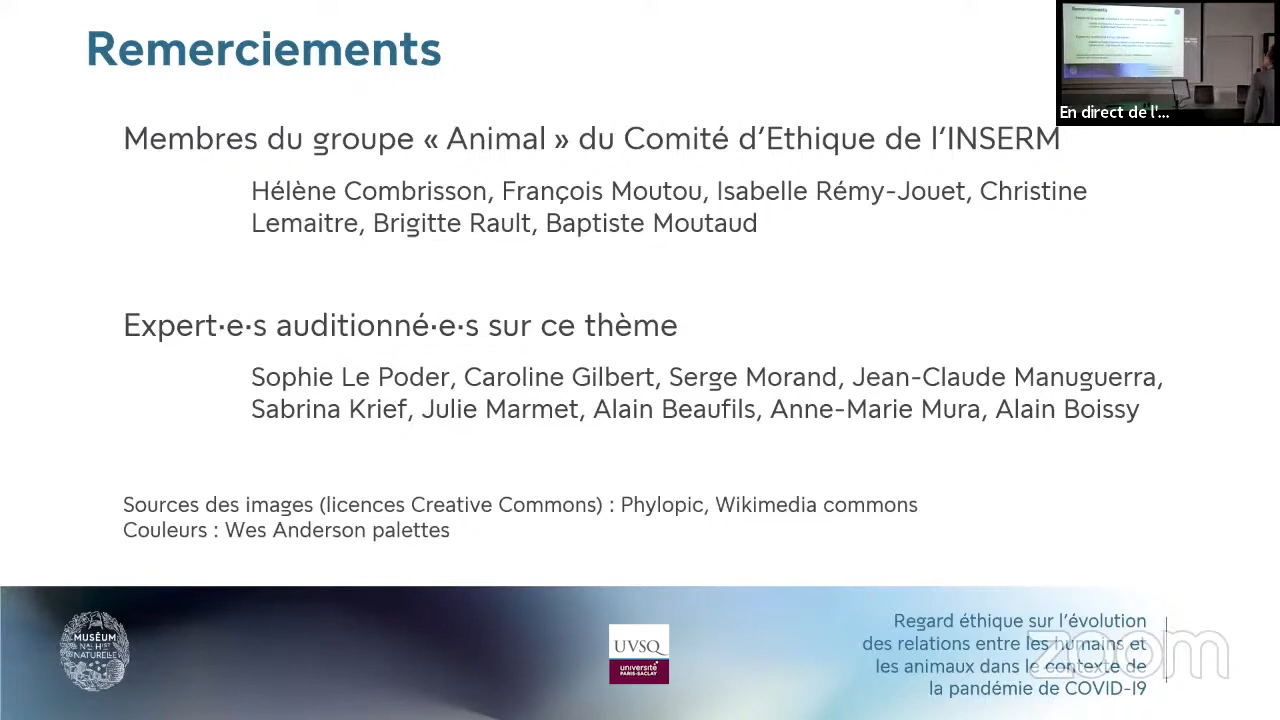 Remerciements
En direct de l'...
Membres du groupe « Animal » du Comité d’Ethique de l’INSERM
Hélène Combrisson, François Moutou, Isabelle Rémy-Jouet, Christine
Lemaitre, Brigitte Rault, Baptiste Moutaud
Expert·e·s auditionné·e·s sur ce thème
Sophie Le Poder, Caroline Gilbert, Serge Morand, Jean-Claude Manuguerra,
Sabrina Krief, Julie Marmet, Alain Beaufils, Anne-Marie Mura, Alain Boissy
Sources des images (licences Creative Commons) : Phylopic, Wikimedia commons
Couleurs : Wes Anderson palettes
MUSÉUM
NAL HIST
NATURELLE
UVSQ
université
PARIS-SACLAY
Regard éthique sur l’évolution
des relations entre les humains et
les animaux dans le contexte de
la pandémie de COVID-19
zoom